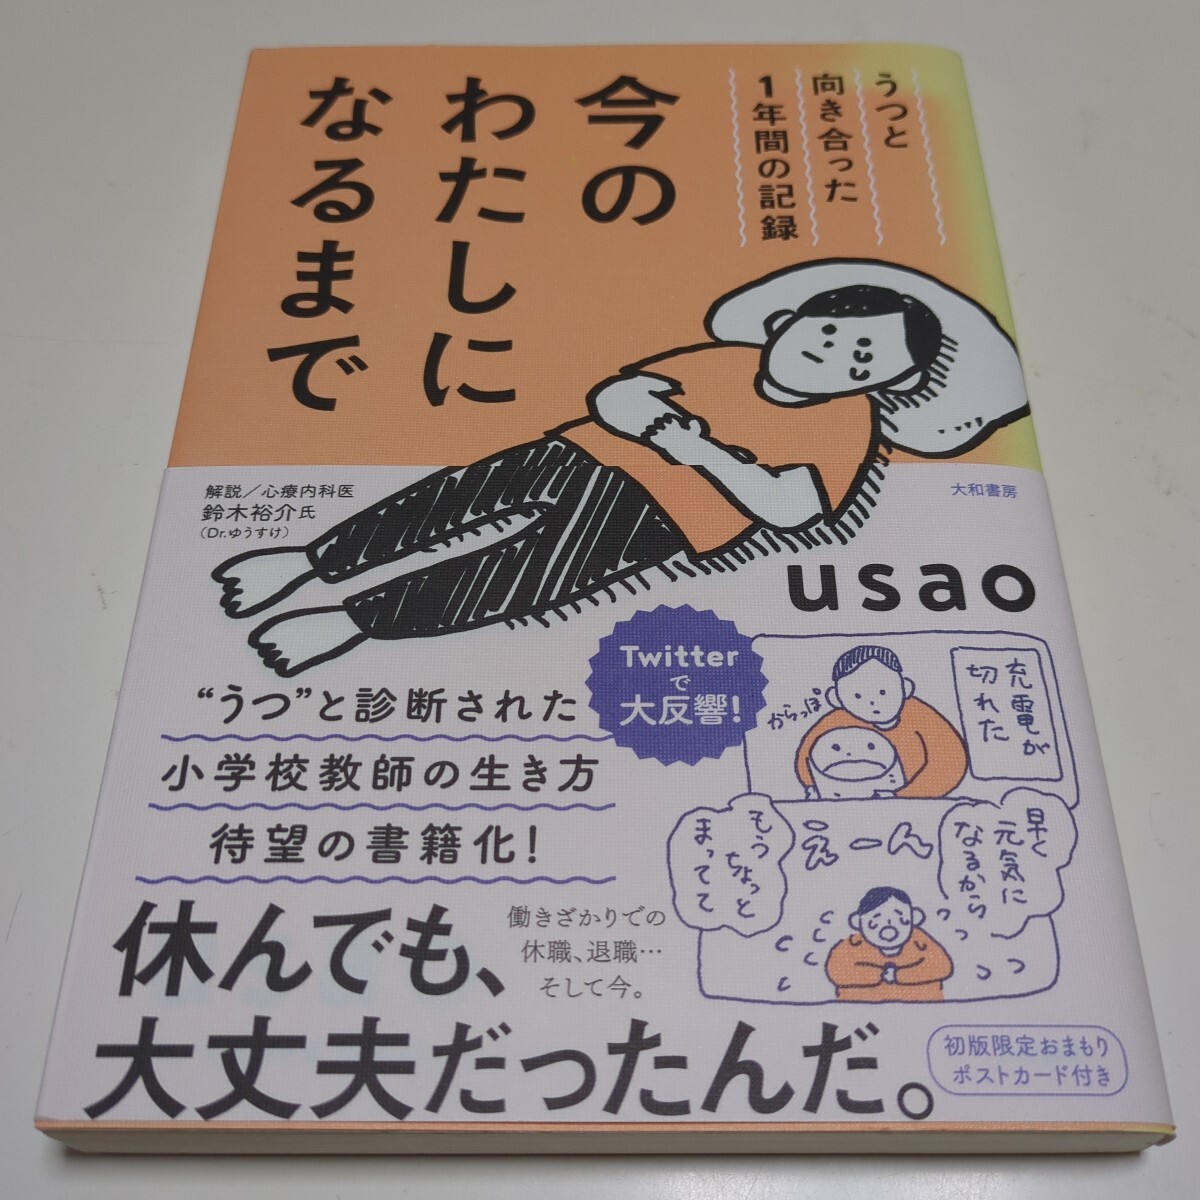 うつと
向き合った
1年間の記録
今の
わたしに
なるまで
解説／心療内科医
鈴木裕介氏
（Dr.ゆうすけ）
大和書房
usao
Twitter
で
大反響！
“うつ”と診断された
小学校教師の生き方
待望の書籍化！
充電が
切れた
からっぽ
早く
元気に
なるから
えーん
もう
ちょっと
まってて
休んでも、
大丈夫だったんだ。
働きざかりでの
休職、退職…
そして今。
初版限定おまもり
ポストカード付き